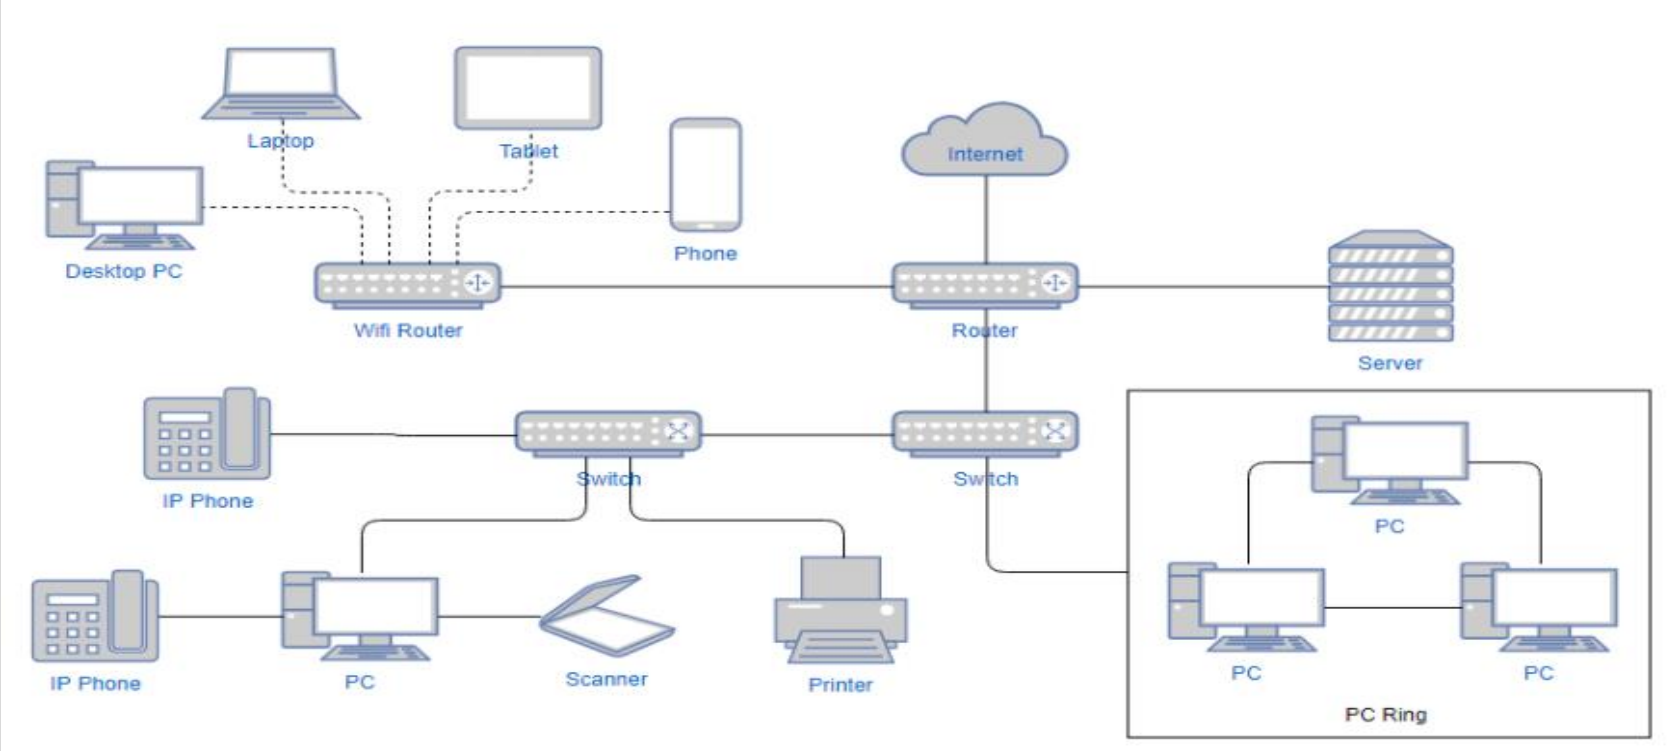 Laptop
Tablet
Internet
Desktop PC
Phone
Wifi Router
Router
Server
IP Phone
Switch
Switch
PC
IP Phone
PC
Scanner
Printer
PC
PC
PC Ring